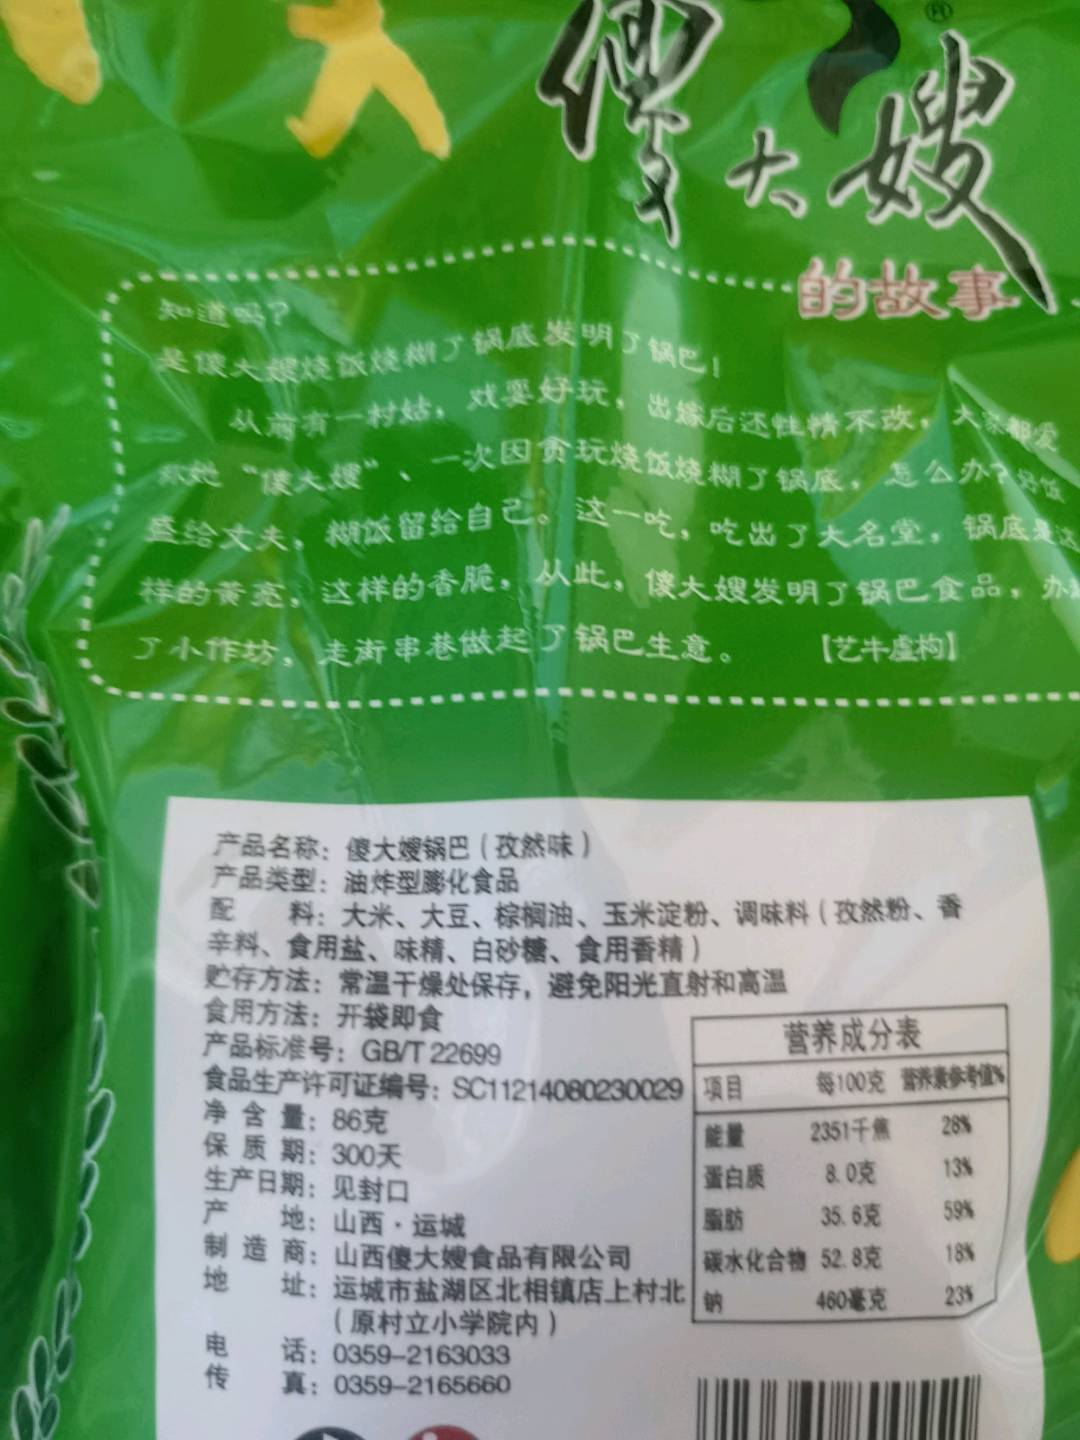 傻大嫂
®
的故事
知道吗？
是傻大嫂烧饭烧糊了锅底发明了锅巴！
从前有一村姑，戏耍好玩，出嫁后还性情不改，大家都爱
欢她“傻大嫂”、一次因贪玩烧饭烧糊了锅底，怎么办？好饭
盛给丈夫，糊饭留给自己。这一吃，吃出了大名堂，锅底是这
样的黄亮，这样的香脆，从此，傻大嫂发明了锅巴食品，办起
了小作坊，走街串巷做起了锅巴生意。 【艺牛虚构】
产品名称：傻大嫂锅巴（孜然味）
产品类型：油炸型膨化食品
配 料：大米、大豆、棕榈油、玉米淀粉、调味料（孜然粉、香
辛料、食用盐、味精、白砂糖、食用香精）
贮存方法：常温干燥处保存，避免阳光直射和高温
食用方法：开袋即食
产品标准号：GB/T 22699
食品生产许可证编号：SC11214080230029
净含量：86克
保质期：300天
生产日期：见封口
产 地：山西·运城
制造商：山西傻大嫂食品有限公司
地 址：运城市盐湖区北相镇店上村北
（原村立小学院内）
电 话：0359-2163033
传 真：0359-2165660
营养成分表
项目 每100克 营养素参考值%
能量 2351千焦 28%
蛋白质 8.0克 13%
脂肪 35.6克 59%
碳水化合物 52.8克 18%
钠 460毫克 23%